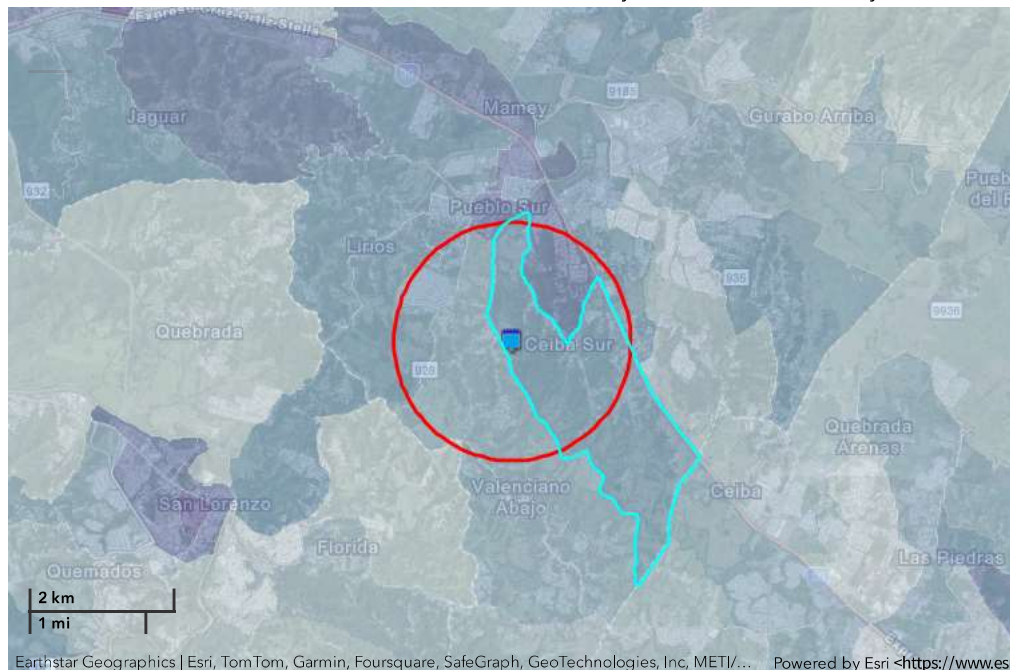 Expreso Cruz-Ortiz-Stella
30
Jaguar
Mamey
9185
Gurabo Arriba
932
Pueblo Sur
Lirios
935
9936
Quebrada
Ceiba Sur
928
Quebrada
Arenas
Valenciano
Abajo
Ceiba
San Lorenzo
Florida
Las Piedras
Quemados
2 km
1 mi
Earthstar Geographics | Esri, TomTom, Garmin, Foursquare, SafeGraph, GeoTechnologies, Inc, METI/... Powered by Esri <https://www.es